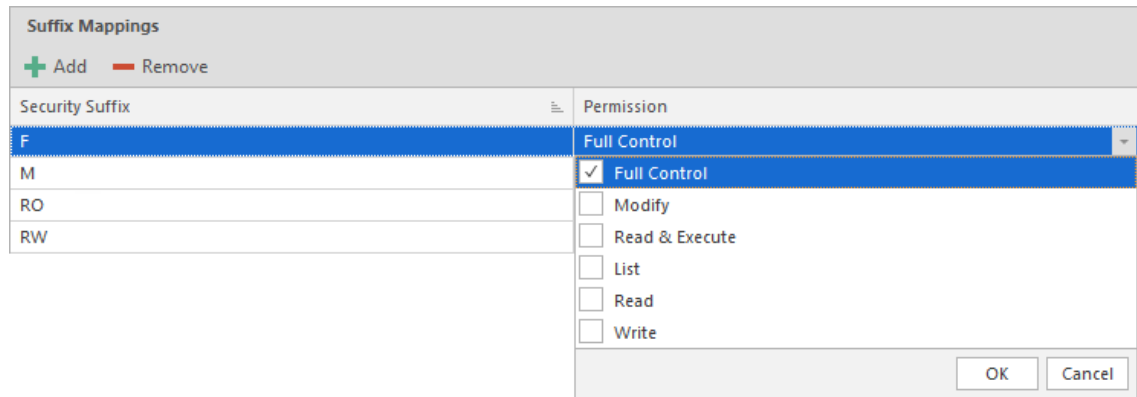 Suffix Mappings
Add Remove
Security Suffix Permission
F Full Control
M Full Control
RO Modify
RW Read & Execute
List
Read
Write
OK Cancel